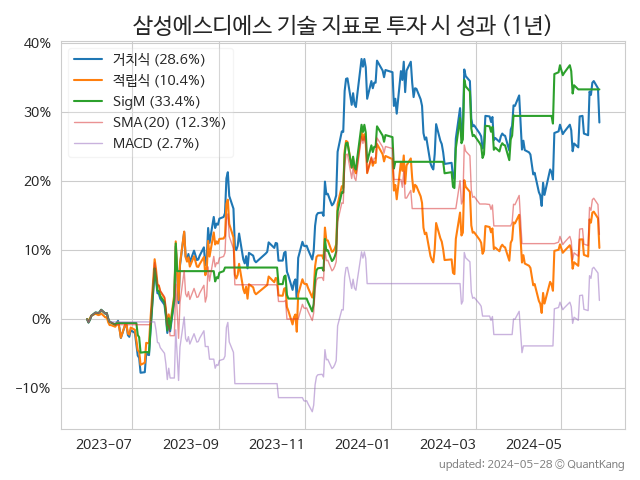 삼성에스디에스 기술 지표로 투자 시 성과 (1년)
거치식 (28.6%)
적립식 (10.4%)
SigM (33.4%)
SMA(20) (12.3%)
MACD (2.7%)
40%
30%
20%
10%
0%
−10%
2023-07 2023-09 2023-11 2024-01 2024-03 2024-05
updated: 2024-05-28 ⓒ QuantKang